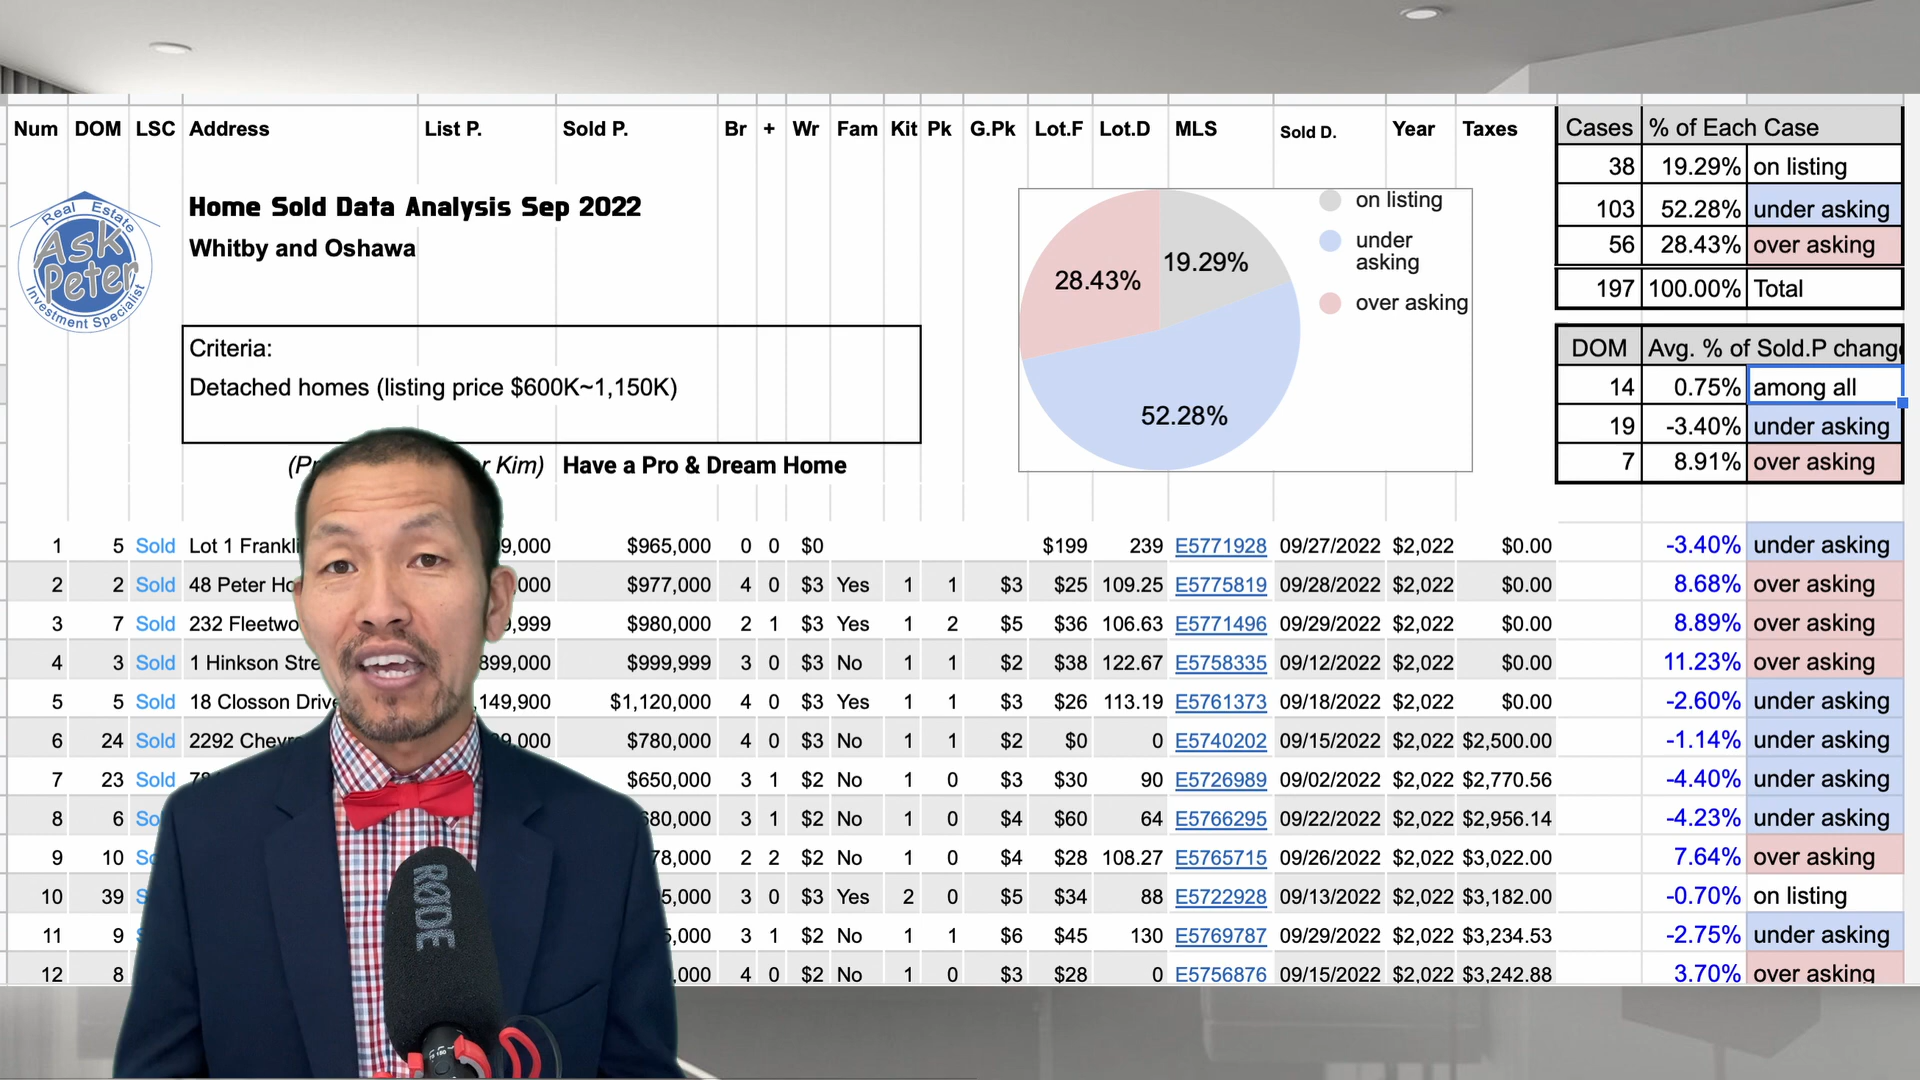 Num DOM LSC Address List P. Sold P. Br + Wr Fam Kit Pk G.Pk Lot.F Lot.D MLS Sold D. Year Taxes
Cases % of Each Case
38 19.29% on listing
103 52.28% under asking
56 28.43% over asking
197 100.00% Total
Real Estate
Ask
Peter
Investment Specialist
Home Sold Data Analysis Sep 2022
Whitby and Oshawa
on listing
under
asking
over asking
19.29%
28.43%
52.28%
Criteria:
Detached homes (listing price $600K~1,150K)
Kim) Have a Pro & Dream Home
DOM Avg. % of Sold.P
14 0.75% among all
19 -3.40% under asking
7 8.91% over asking
1 5 Sold Lot 1 $965,000 0 0 $0 $199 239 E5771928 09/27/2022 $2,022 $0.00 -3.40% under asking
2 2 Sold 48 Peter $977,000 4 0 $3 Yes 1 1 $3 $25 109.25 E5775819 09/28/2022 $2,022 $0.00 8.68% over asking
3 7 Sold 232 $980,000 2 1 $3 Yes 1 2 $5 $36 106.63 E5771496 09/29/2022 $2,022 $0.00 8.89% over asking
4 3 Sold 1 Hinkson 899,000 $999,999 3 0 $3 No 1 1 $2 $38 122.67 E5758335 09/12/2022 $2,022 $0.00 11.23% over asking
5 5 Sold 18 Closson Drive 149,900 $1,120,000 4 0 $3 Yes 1 1 $3 $26 113.19 E5761373 09/18/2022 $2,022 $0.00 -2.60% under asking
6 24 Sold 2292 $780,000 4 0 $3 No 1 1 $2 $0 0 E5740202 09/15/2022 $2,022 $2,500.00 -1.14% under asking
7 23 Sold $650,000 3 1 $2 No 1 0 $3 $30 90 E5726989 09/02/2022 $2,022 $2,770.56 -4.40% under asking
8 6 680,000 3 1 $2 No 1 0 $4 $60 64 E5766295 09/22/2022 $2,022 $2,956.14 -4.23% under asking
9 10 78,000 2 2 $2 No 1 0 $4 $28 108.27 E5765715 09/26/2022 $2,022 $3,022.00 7.64% over asking
10 39 5,000 3 0 $3 Yes 2 0 $5 $34 88 E5722928 09/13/2022 $2,022 $3,182.00 -0.70% on listing
11 9 5,000 3 1 $2 No 1 1 $6 $45 130 E5769787 09/29/2022 $2,022 $3,234.53 -2.75% under asking
12 8 ,000 4 0 $2 No 1 0 $3 $28 0 E5756876 09/15/2022 $2,022 $3,242.88 3.70% over asking
RØDE